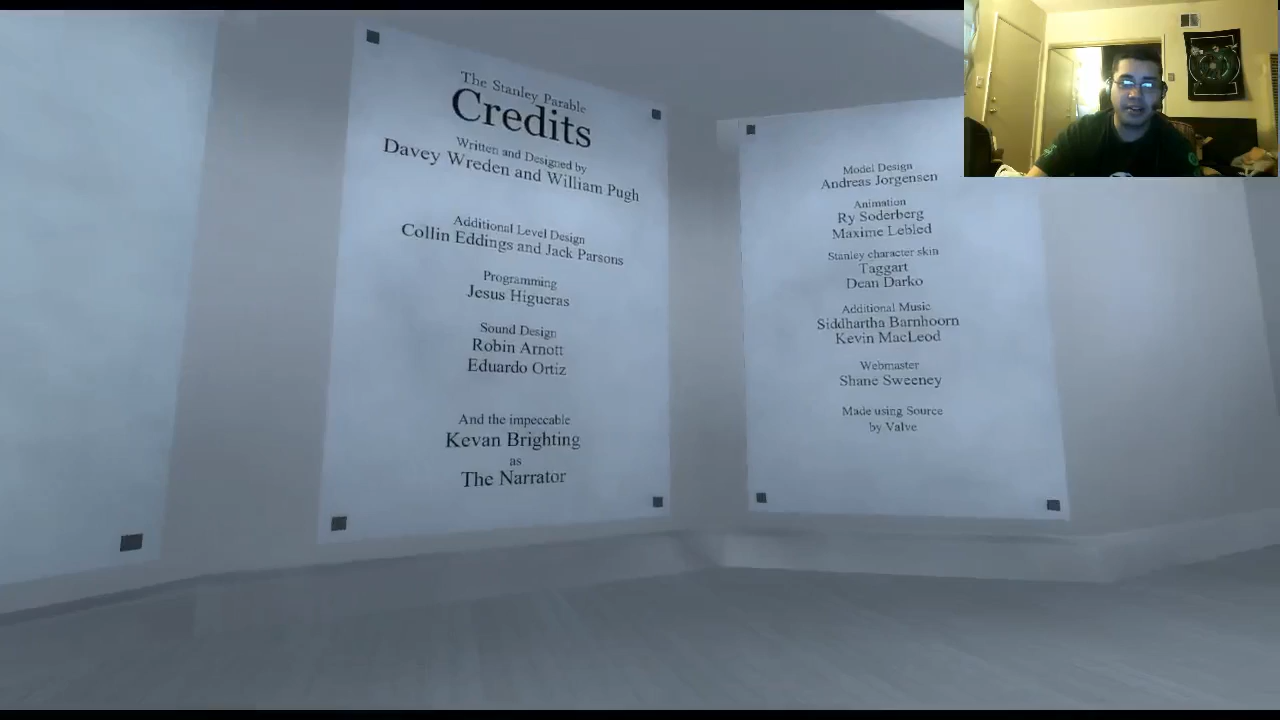 The Stanley Parable
Credits
Written and Designed by
Davey Wreden and William Pugh
Additional Level Design
Collin Eddings and Jack Parsons
Programming
Jesus Higueras
Sound Design
Robin Arnott
Eduardo Ortiz
And the impeccable
Kevan Brighting
as
The Narrator
Model Design
Andreas Jorgensen
Animation
Ry Soderberg
Maxime Lebled
Stanley character skin
Taggart
Dean Darko
Additional Music
Siddhartha Barnhoorn
Kevin MacLeod
Webmaster
Shane Sweeney
Made using Source
by Valve